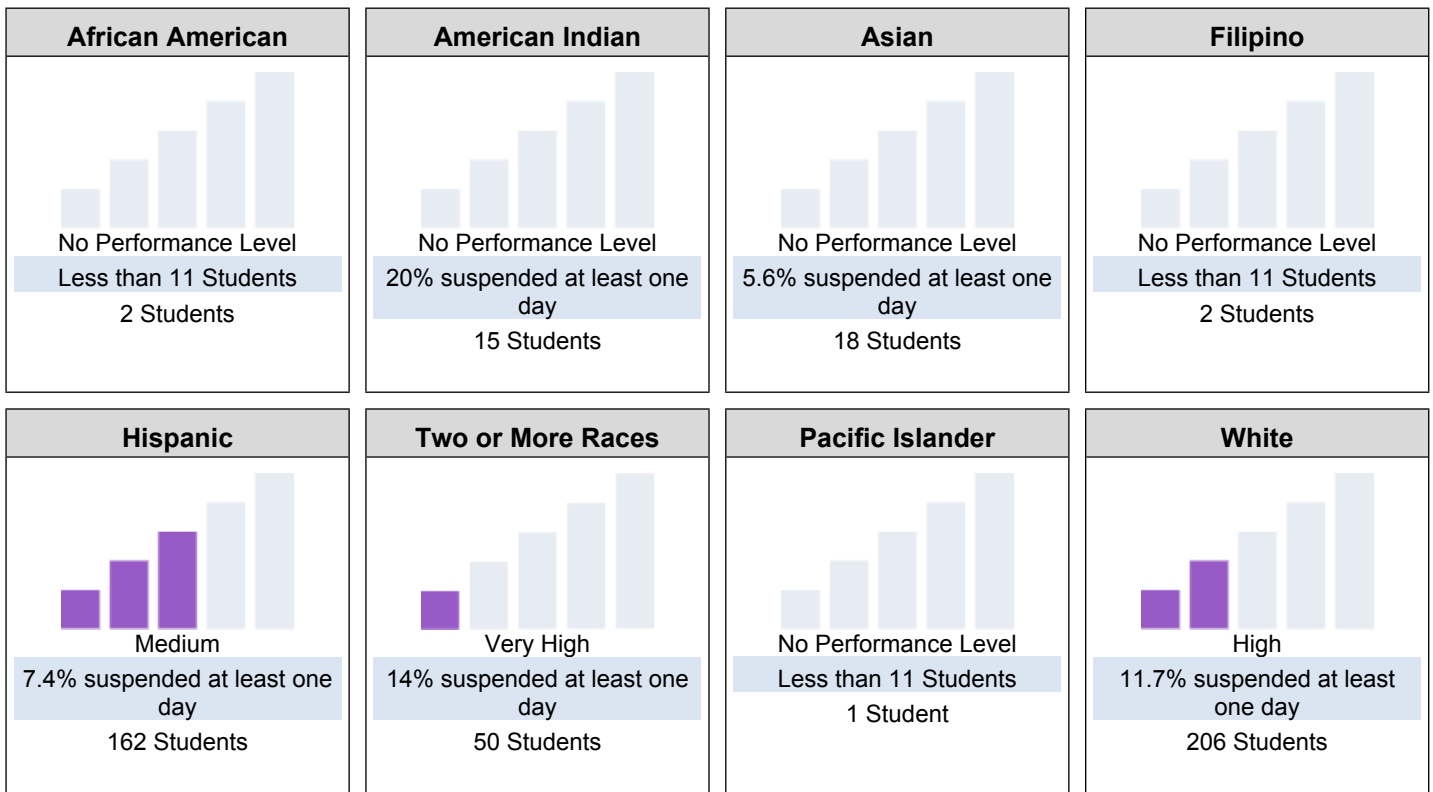 African American
No Performance Level
Less than 11 Students
2 Students
American Indian
No Performance Level
20% suspended at least one
day
15 Students
Asian
No Performance Level
5.6% suspended at least one
day
18 Students
Filipino
No Performance Level
Less than 11 Students
2 Students
Hispanic
Medium
7.4% suspended at least one
day
162 Students
Two or More Races
Very High
14% suspended at least one
day
50 Students
Pacific Islander
No Performance Level
Less than 11 Students
1 Student
White
High
11.7% suspended at least
one day
206 Students